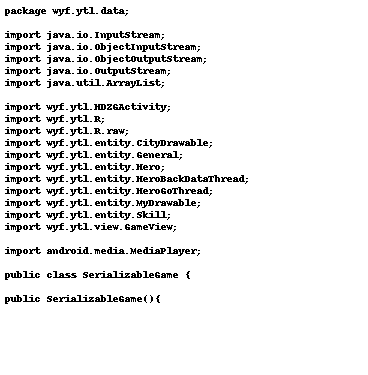 package wyf.ytl.data;
import java.io.InputStream;
import java.io.ObjectInputStream;
import java.io.ObjectOutputStream;
import java.io.OutputStream;
import java.util.ArrayList;
import wyf.ytl.HDZGActivity;
import wyf.ytl.R;
import wyf.ytl.R.raw;
import wyf.ytl.entity.CityDrawable;
import wyf.ytl.entity.General;
import wyf.ytl.entity.Hero;
import wyf.ytl.entity.HeroBackDataThread;
import wyf.ytl.entity.HeroGoThread;
import wyf.ytl.entity.MyDrawable;
import wyf.ytl.entity.Skill;
import wyf.ytl.view.GameView;
import android.media.MediaPlayer;
public class SerializableGame {
public SerializableGame(){